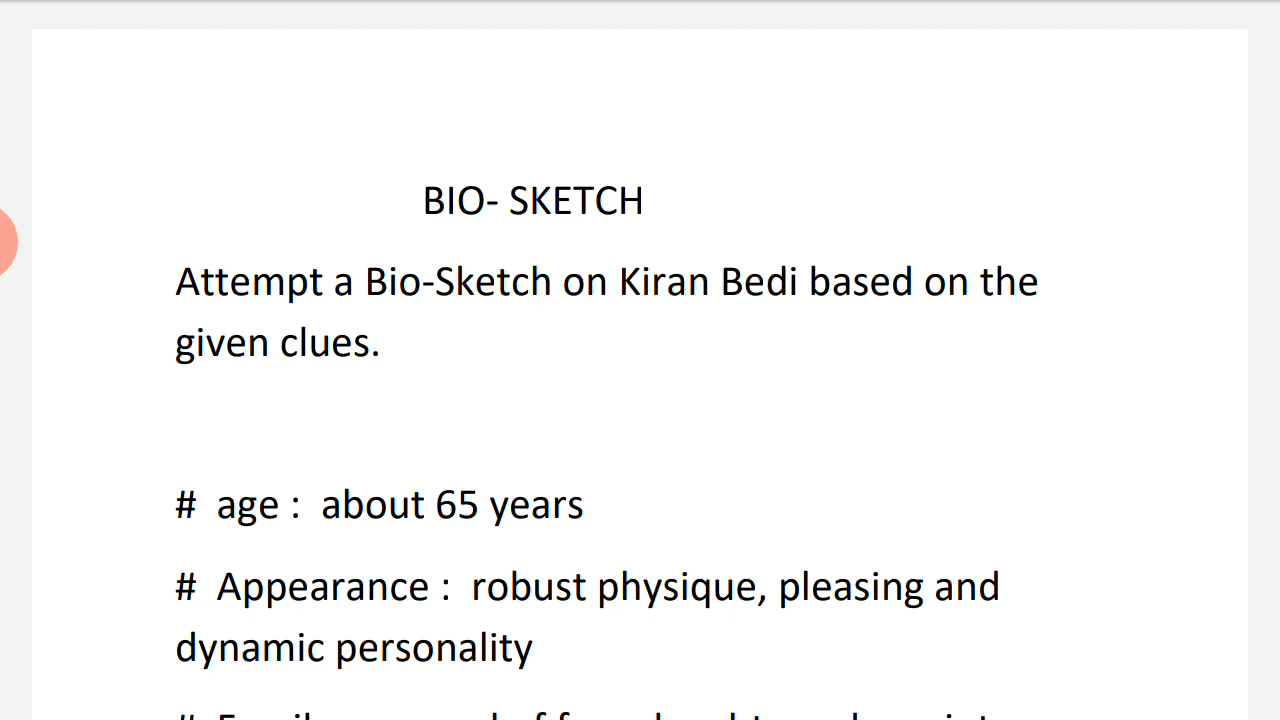 BIO- SKETCH
Attempt a Bio-Sketch on Kiran Bedi based on the
given clues.
# age : about 65 years
# Appearance : robust physique, pleasing and
dynamic personality